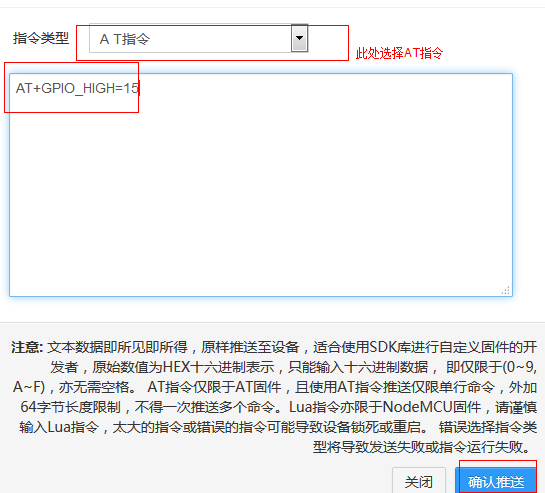 指令类型
A T指令
此处选择AT指令
AT+GPIO_HIGH=15
注意: 文本数据即所见即所得，原样推送至设备，适合使用SDK库进行自定义固件的开
发者，原始数值为HEX十六进制表示，只能输入十六进制数据， 即仅限于(0~9,
A~F)，亦无需空格。 AT指令仅限于AT固件，且使用AT指令推送仅限单行命令，外加
64字节长度限制，不得一次推送多个命令。Lua指令亦限于NodeMCU固件，请谨慎
输入Lua指令，太大的指令或错误的指令可能导致设备锁死或重启。 错误选择指令类
型将导致发送失败或指令运行失败。
关闭
确认推送